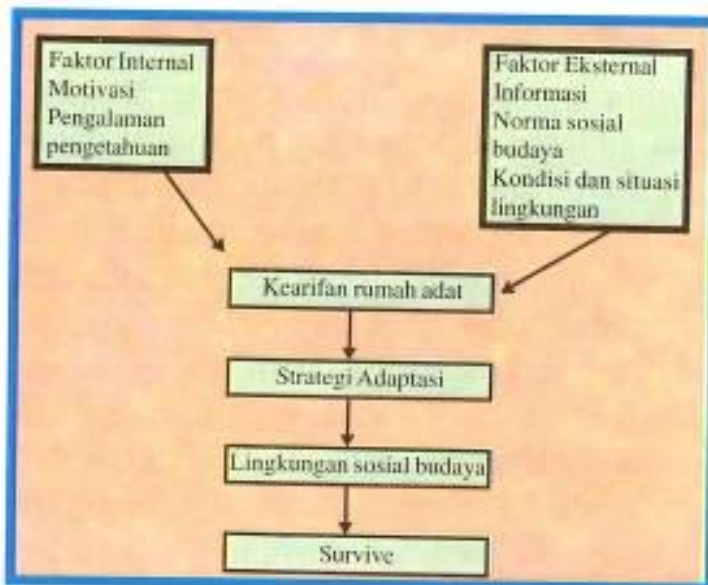 Faktor Internal
Motivasi
Pengalaman
pengetahuan
Faktor Eksternal
Informasi
Norma sosial
budaya
Kondisi dan situasi
lingkungan
Kearifan rumah adat
Strategi Adaptasi
Lingkungan sosial budaya
Survive